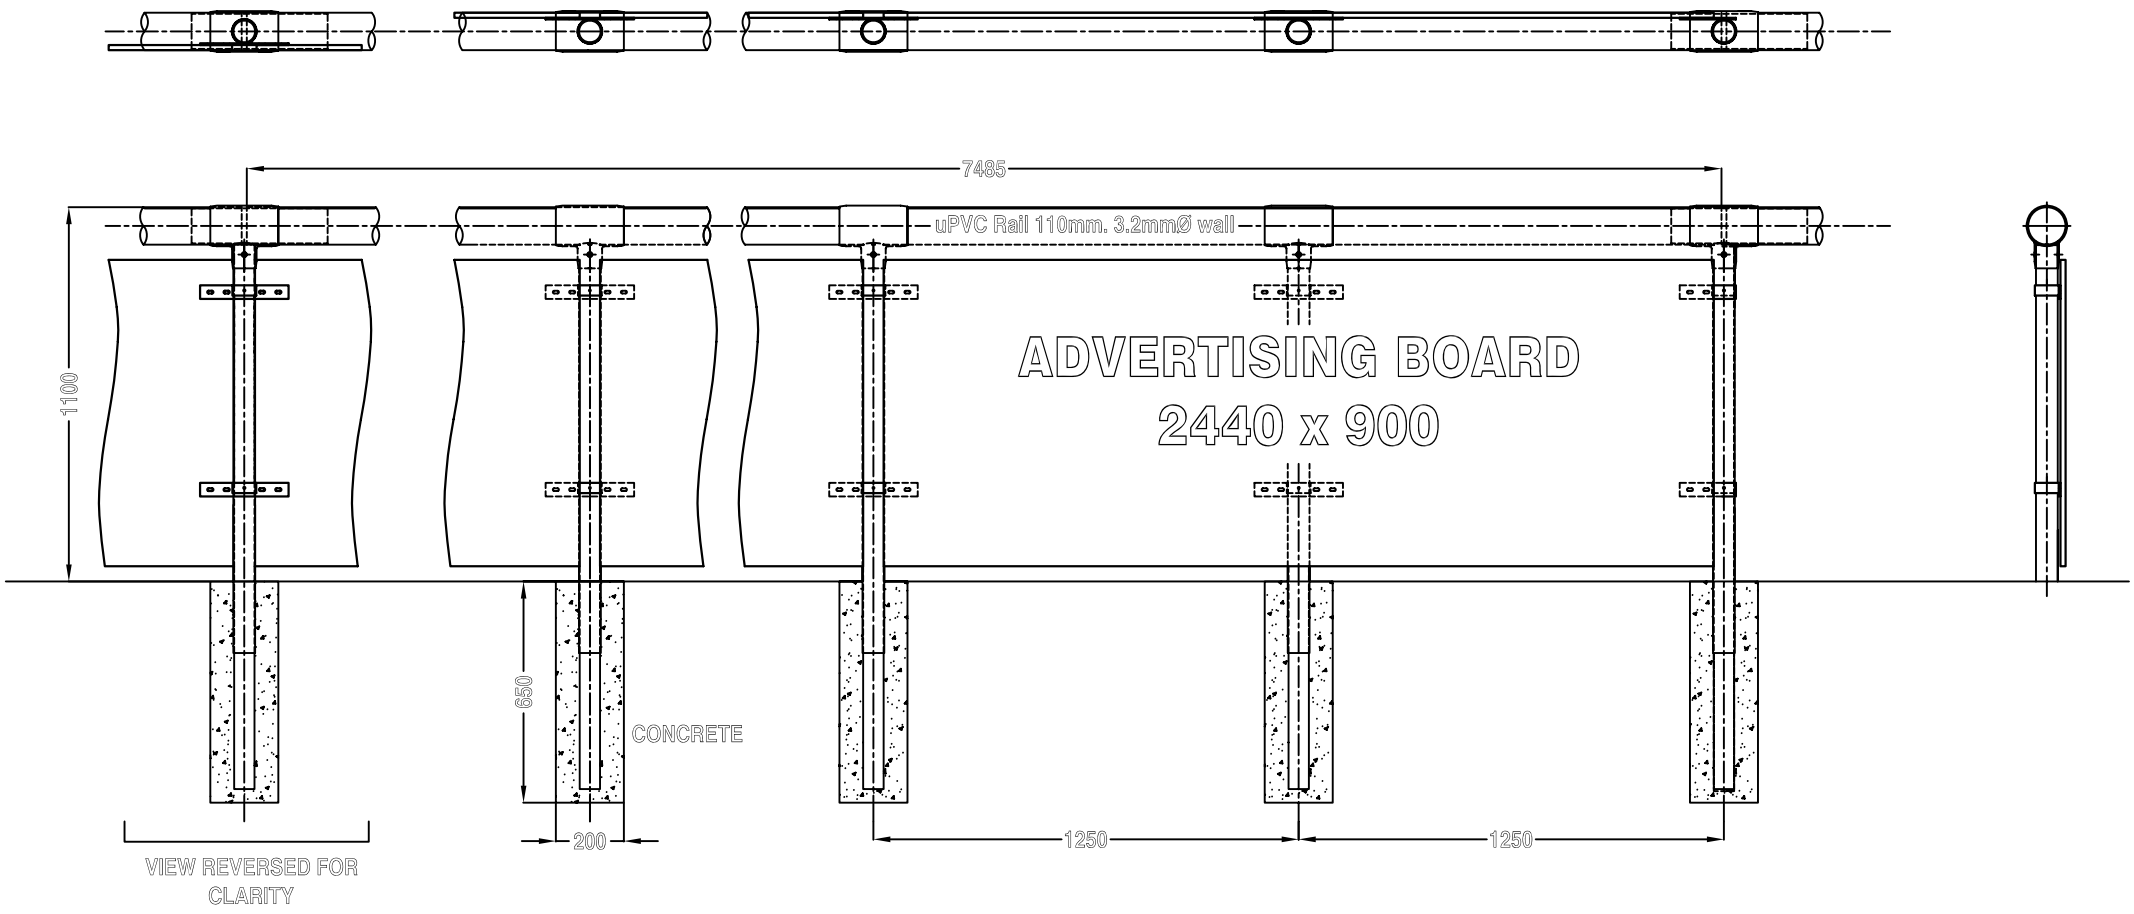 7485
uPVC Rail 110mm. 3.2mmØ wall
ADVERTISING BOARD
2440 x 900
1100
650
CONCRETE
200
1250
1250
VIEW REVERSED FOR
CLARITY